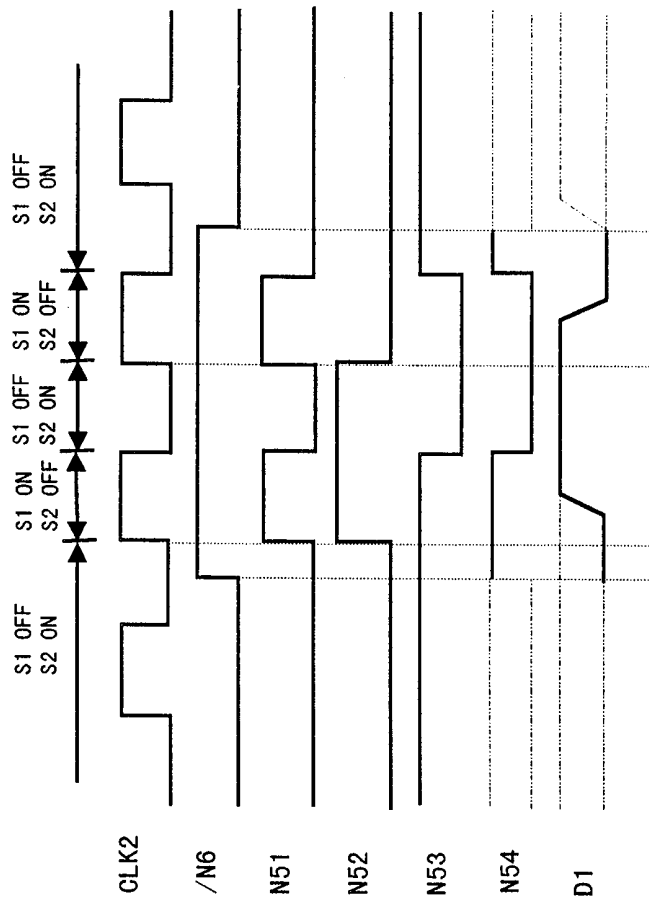 S1 OFF
S2 ON
S1 ON
S2 OFF
S1 OFF
S2 ON
S1 ON
S2 OFF
S1 OFF
S2 ON
CLK2
/N6
N51
N52
N53
N54
D1